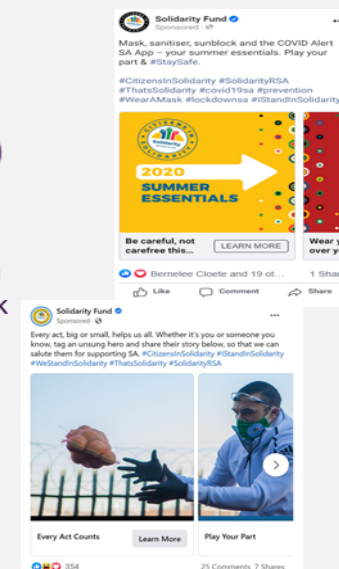 Solidarity Fund
Sponsored
Mask, sanitiser, sunblock and the COVID Alert
SA App – your summer essentials. Play your
part & #StaySafe.
#CitizensInSolidarity #SolidarityRSA
#ThatsSolidarity #covid19sa #prevention
#WearAMask #lockdownsa #IStandInSolidarity
CITIZENS IN
Solidarity
2020
SUMMER
ESSENTIALS
Be careful, not
carefree this...
LEARN MORE
Wear y
over y
Bernelee Cloete and 19 ot...
1 Shar
Like
Comment
Share
K
Solidarity Fund
Sponsored
Every act, big or small, helps us all. Whether it's you or someone you
know, tag an unsung hero and share their story below, so that we can
salute them for supporting SA. #CitizensInSolidarity #IStandInSolidarity
#WeStandInSolidarity #ThatsSolidarity #SolidarityRSA
Every Act Counts
Learn More
Play Your Part
354
25 Comments 7 Shares